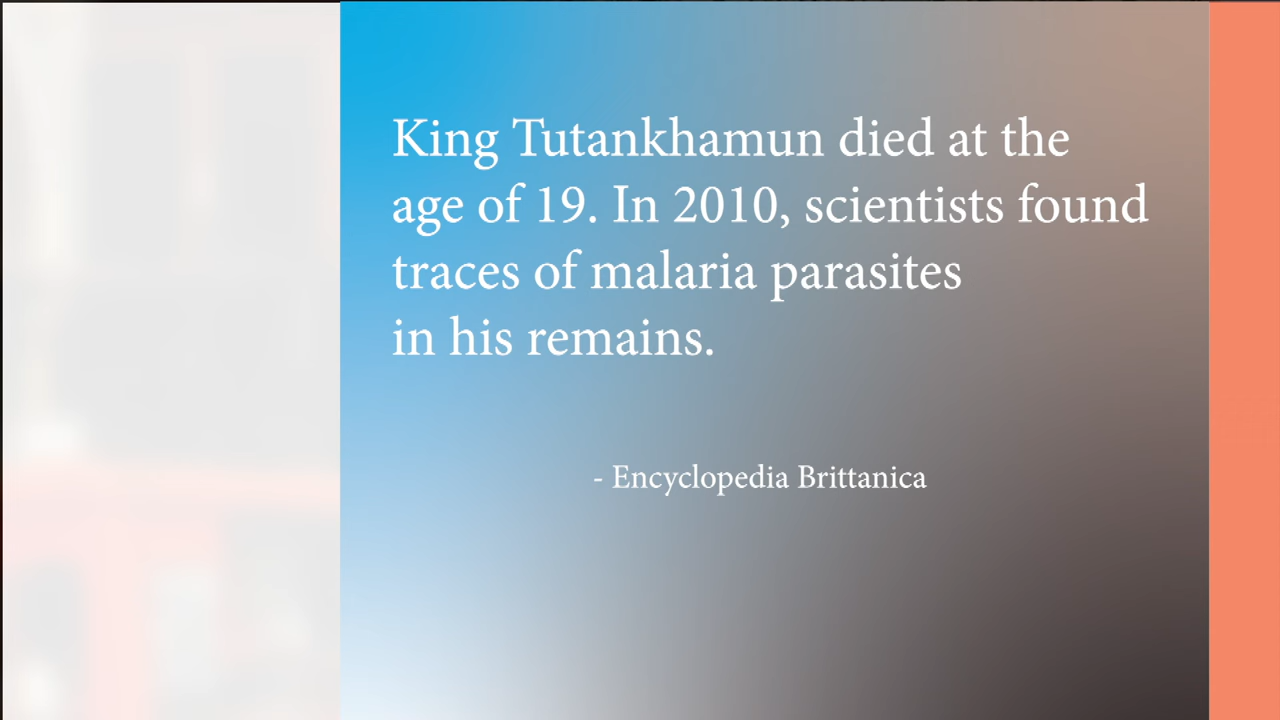 King Tutankhamun died at the
age of 19. In 2010, scientists found
traces of malaria parasites
in his remains.
- Encyclopedia Brittanica